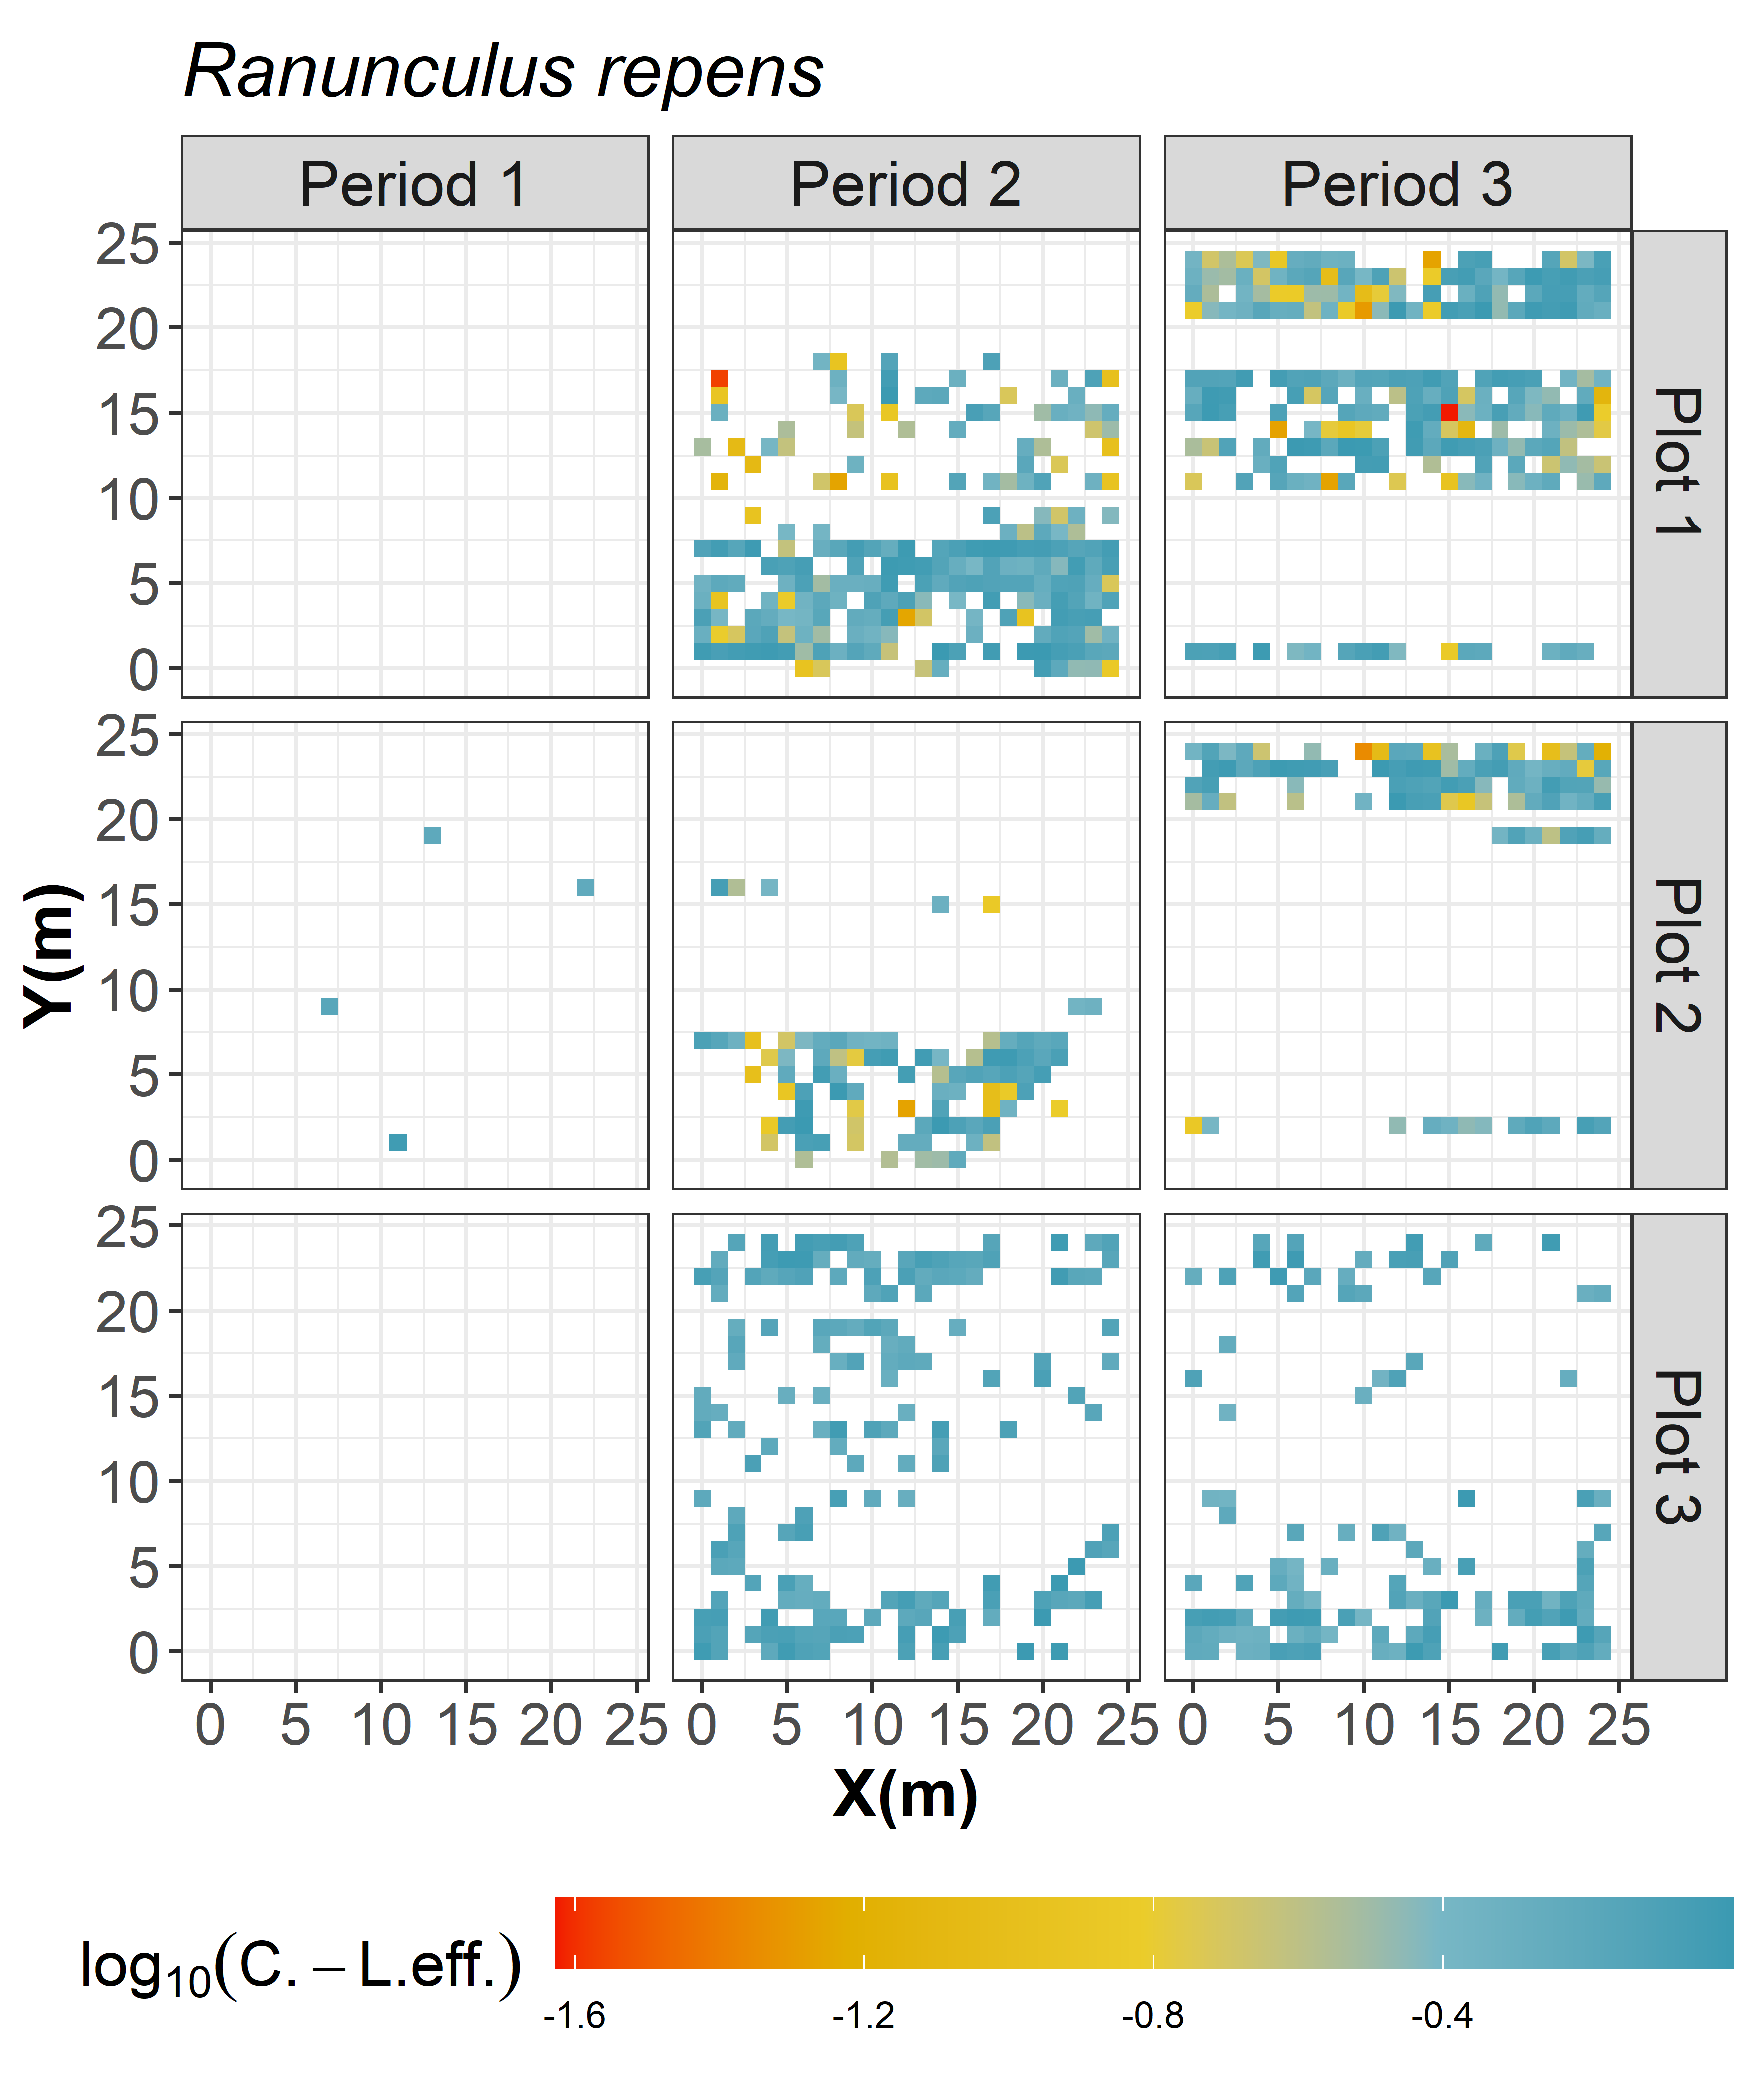 Ranunculus repens
Period 1 Period 2 Period 3
25
20
15
10
5
0
Plot 1
25
20
15
10
5
0
Plot 2
25
20
15
10
5
0
Plot 3
0 5 10 15 20 25 0 5 10 15 20 25 0 5 10 15 20 25
Y(m)
X(m)
log10(C. − L.eff.)
-1.6 -1.2 -0.8 -0.4